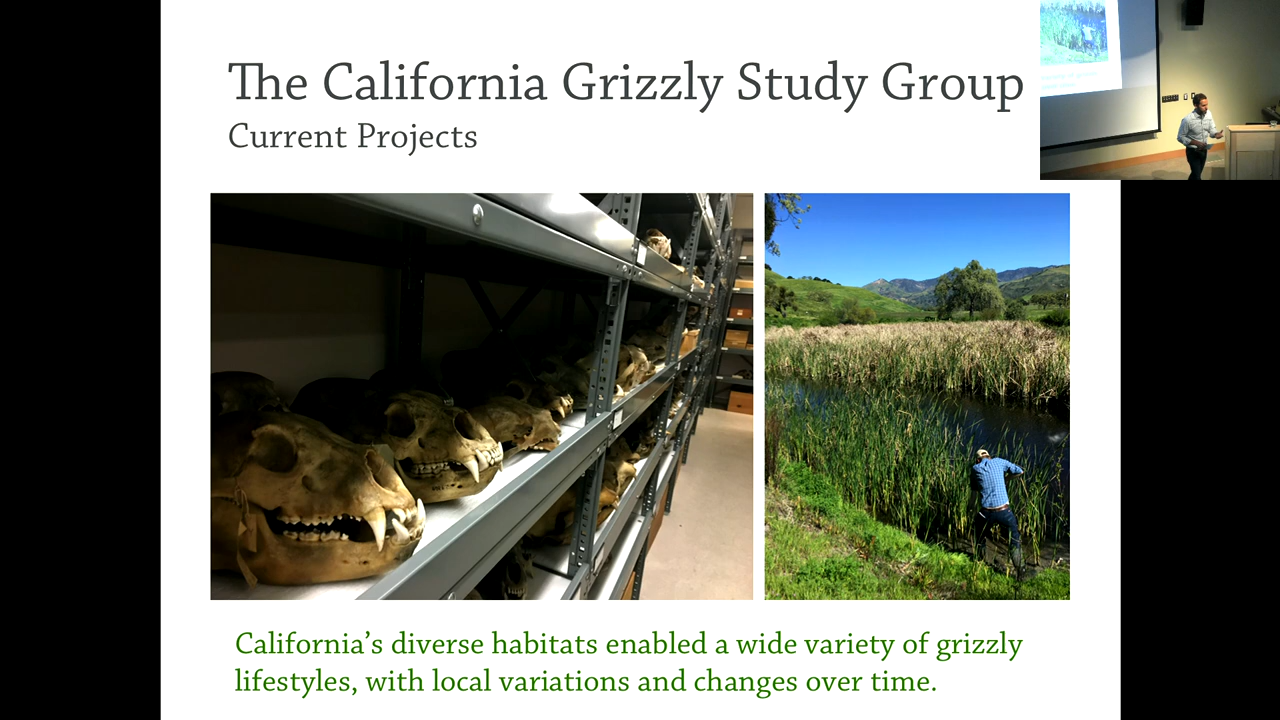 The California Grizzly Study Group
Current Projects
California’s diverse habitats enabled a wide variety of grizzly
lifestyles, with local variations and changes over time.